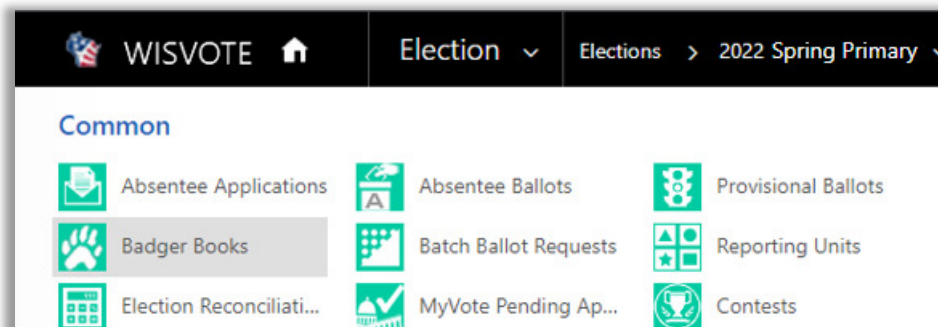 WISVOTE Election Elections > 2022 Spring Primary
Common
Absentee Applications Absentee Ballots Provisional Ballots
A
Badger Books Batch Ballot Requests Reporting Units
Election Reconciliati... MyVote Pending Ap... Contests